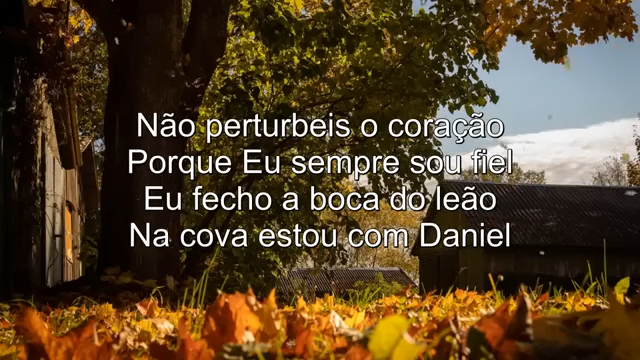 Não perturbeis o coração
Porque Eu sempre sou fiel
Eu fecho a boca do leão
Na cova estou com Daniel